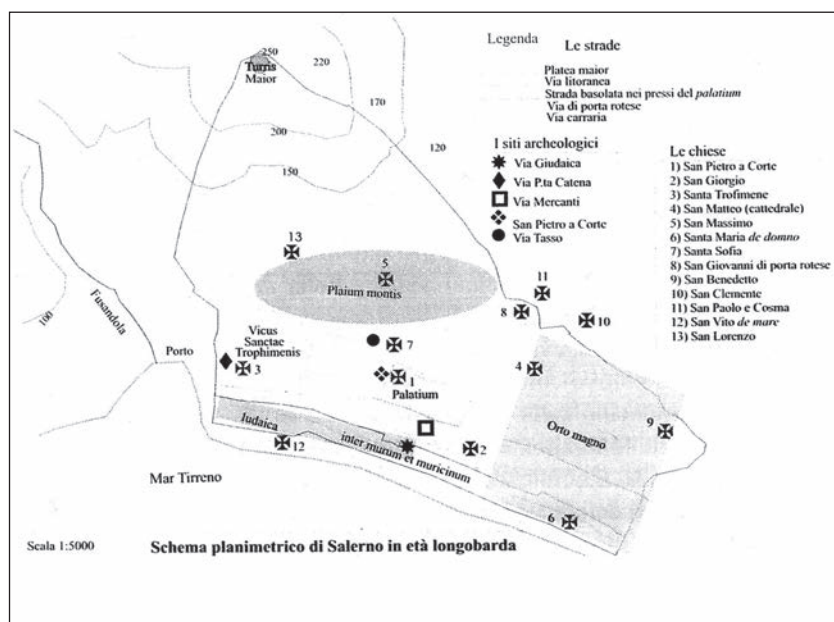 Legenda
Le strade
Platea maior
Via litoranea
Strada basolata nei pressi del palatium
Via di porta rotese
Via carraria
I siti archeologici
Via Giudaica
Via P.ta Catena
Via Mercanti
San Pietro a Corte
Via Tasso
Le chiese
1) San Pietro a Corte
2) San Giorgio
3) Santa Trofimene
4) San Matteo (cattedrale)
5) San Massimo
6) Santa Maria de domno
7) Santa Sofia
8) San Giovanni di porta rotese
9) San Benedetto
10) San Clemente
11) San Paolo e Cosma
12) San Vito de mare
13) San Lorenzo
250
Turris
Maior
220
170
200
120
150
13
5
Plaium montis
11
8
10
100
Fusandola
Porto
Vicus
Sanctae
Trophimenis
3
7
1
Palatium
4
9
Orto magno
Iudaica
inter murum et muricinum
12
2
6
Mar Tirreno
Scala 1:5000
Schema planimetrico di Salerno in età longobarda